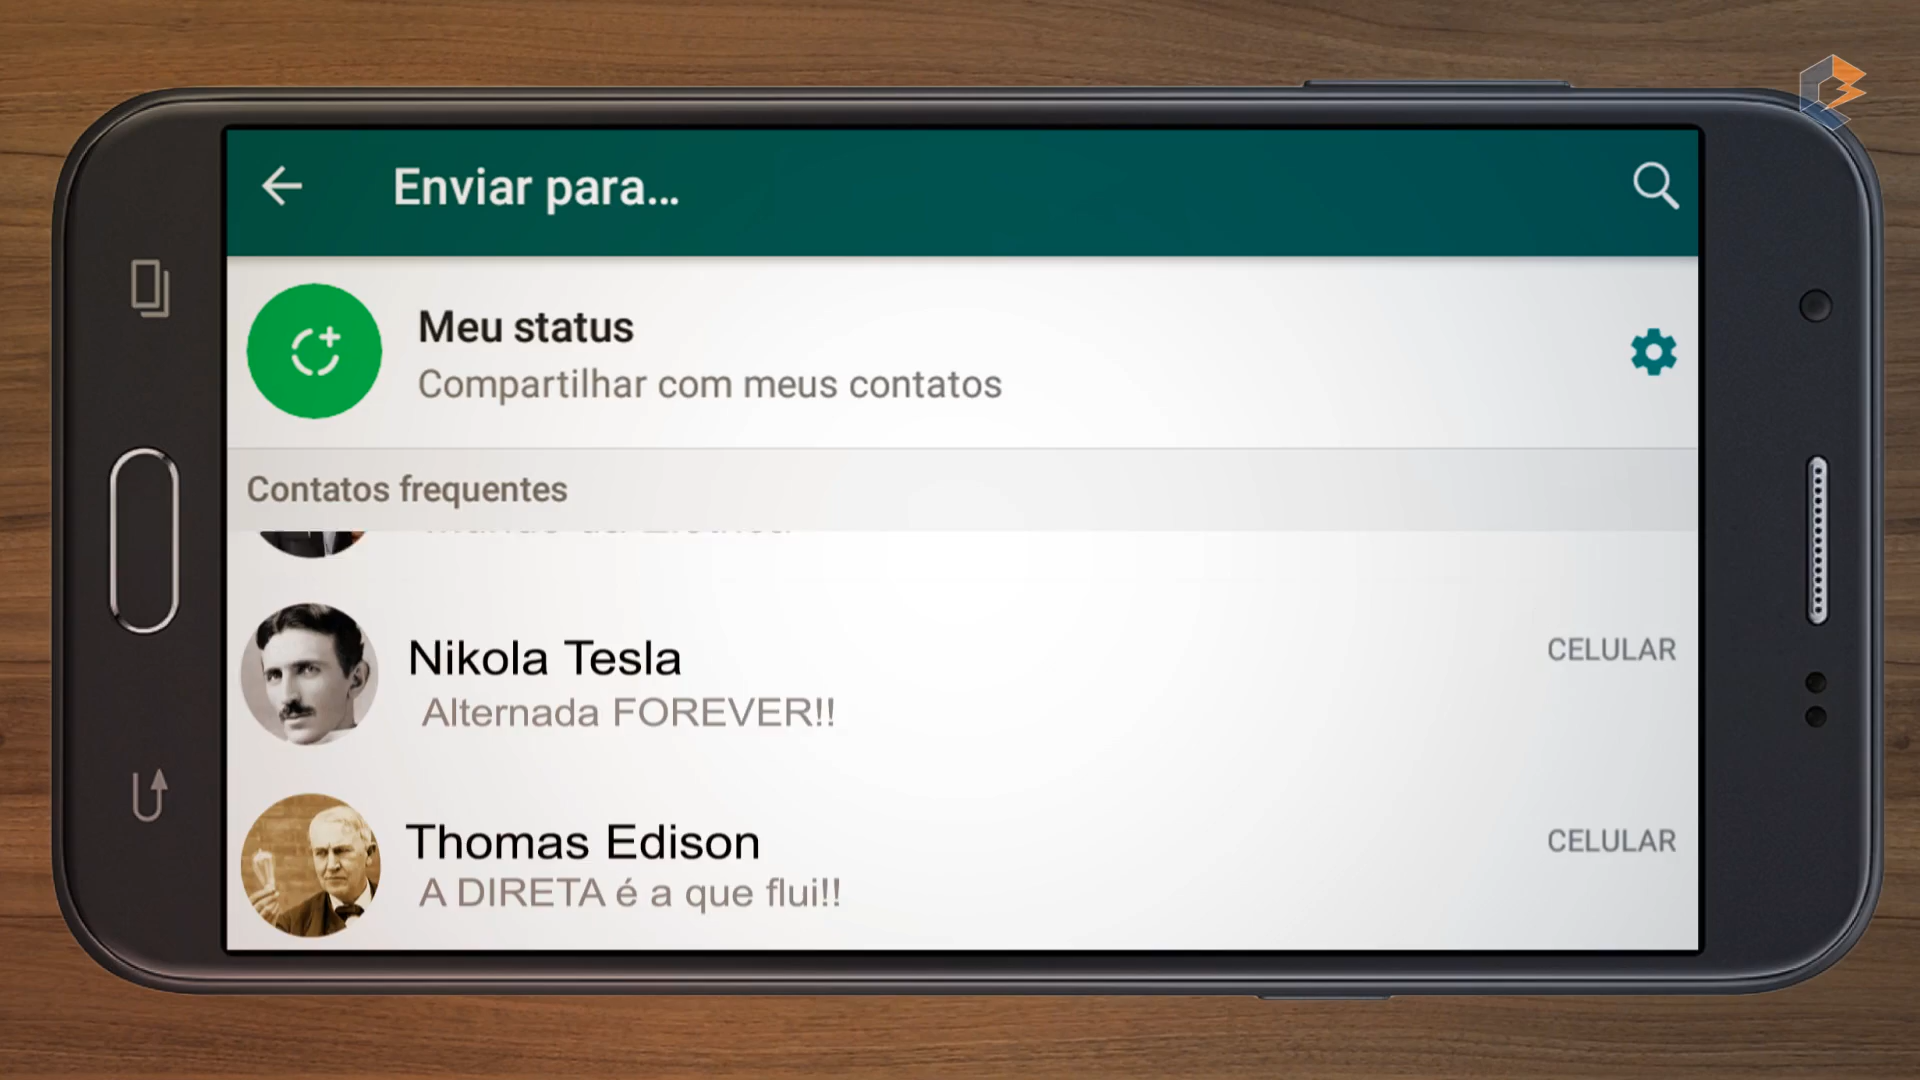 Enviar para...
Meu status
Compartilhar com meus contatos
Contatos frequentes
Nikola Tesla
CELULAR
Alternada FOREVER!!
Thomas Edison
CELULAR
A DIRETA é a que flui!!